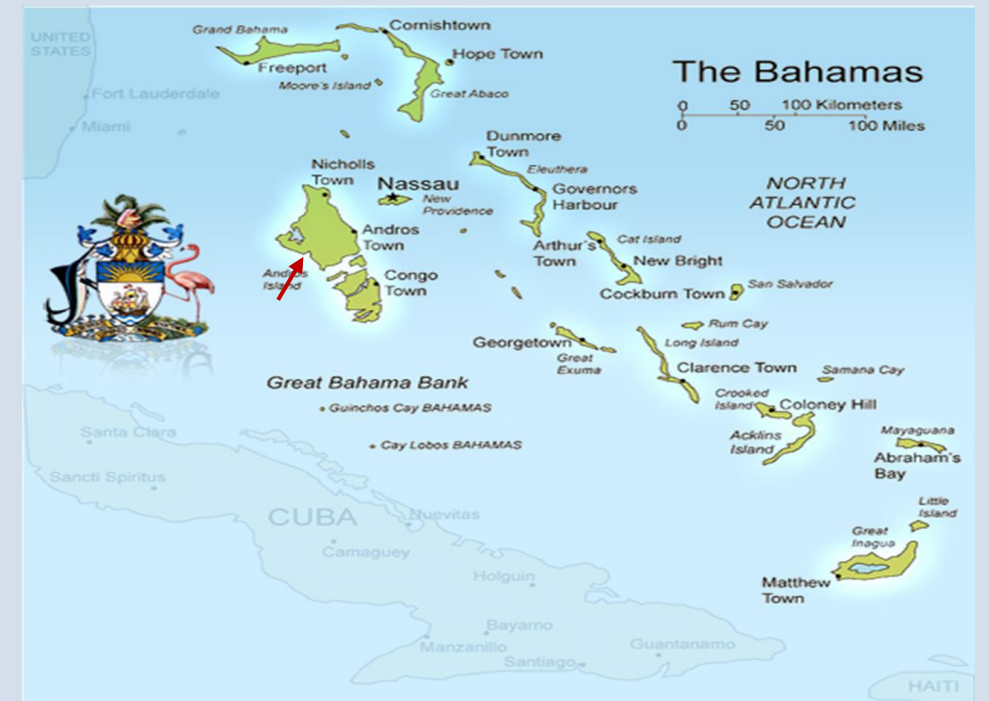 UNITED
STATES
Fort Lauderdale
Miami
Grand Bahama
Freeport
Cornishtown
Hope Town
Moore's Island
Great Abaco
The Bahamas
0 50 100 Kilometers
0 50 100 Miles
Dunmore
Town
Eleuthera
Governors
Harbour
Nicholls
Town
Nassau
New
Providence
Andros
Town
Andros
Island
Congo
Town
NORTH
ATLANTIC
OCEAN
Arthur's
Town
Cat Island
New Bright
Cockburn Town
San Salvador
Georgetown
Great
Exuma
Rum Cay
Long Island
Clarence Town
Samana Cay
Crooked
Island
Coloney Hill
Acklins
Island
Mayaguana
Abraham's
Bay
Great Bahama Bank
Guinchos Cay BAHAMAS
Cay Lobos BAHAMAS
Little
Island
Great
Inagua
Matthew
Town
Santa Clara
Sancti Spiritus
CUBA
Nuevitas
Camaguey
Holguin
Bayamo
Manzanillo
Guantanamo
Santiago
HAITI